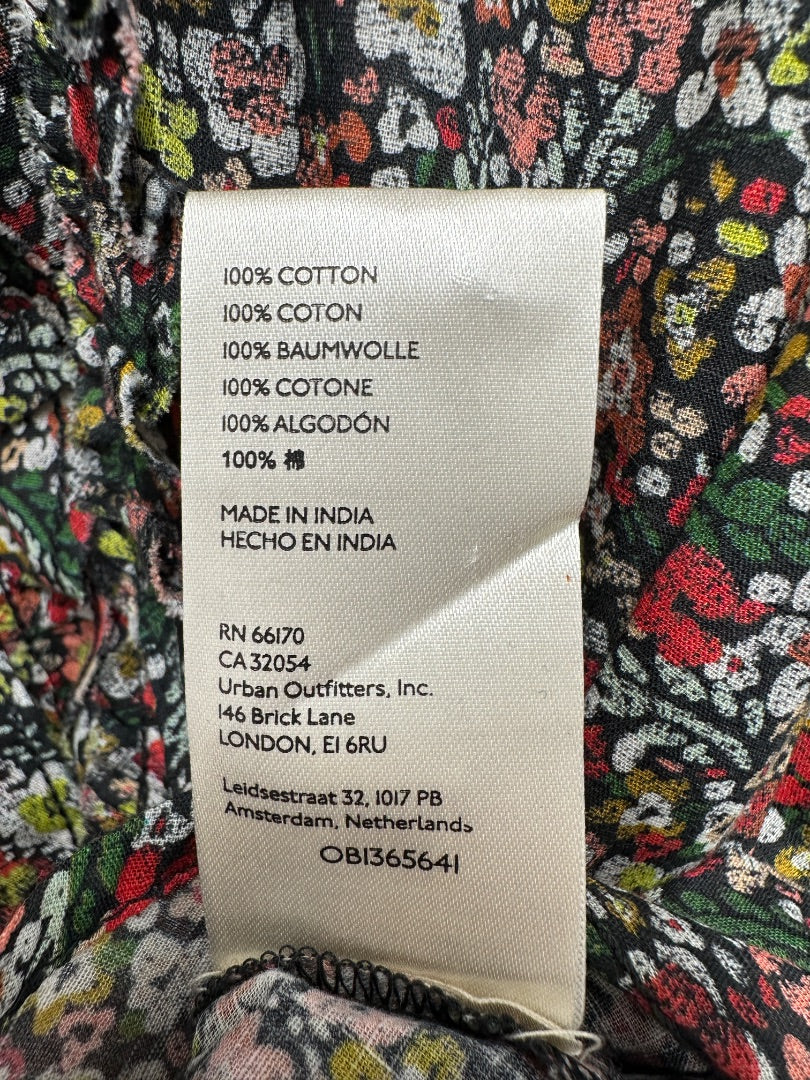 100% COTTON
100% COTON
100% BAUMWOLLE
100% COTONE
100% ALGODÓN
100% 棉
MADE IN INDIA
HECHO EN INDIA
RN 66170
CA 32054
Urban Outfitters, Inc.
146 Brick Lane
LONDON, E1 6RU
Leidsestraat 32, 1017 PB
Amsterdam, Netherlands
OB1365641